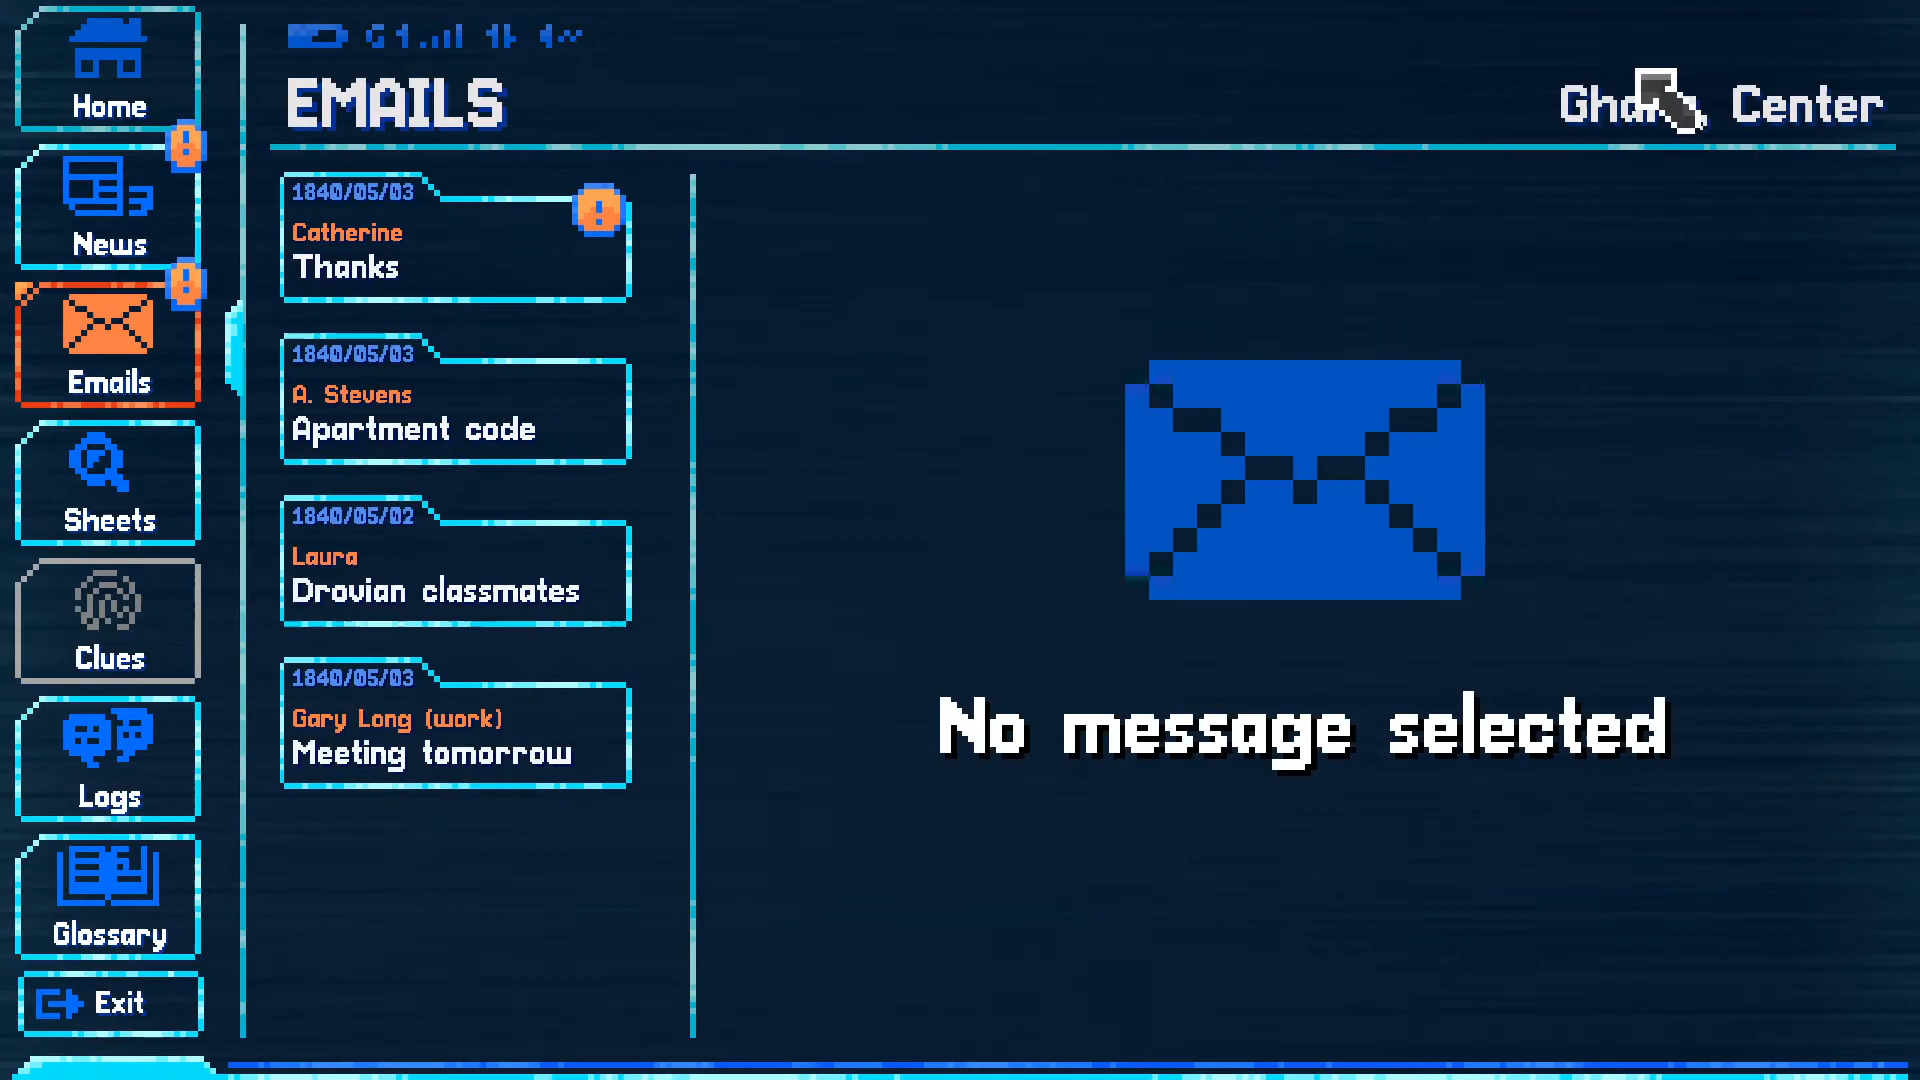 Home
News
Emails
Sheets
Clues
Logs
Glossary
Exit
EMAILS
Center
1840/05/03
Catherine
Thanks
1840/05/03
A. Stevens
Apartment code
1840/05/02
Laura
Drovian classmates
1840/05/03
Gary Long (work)
Meeting tomorrow
No message selected